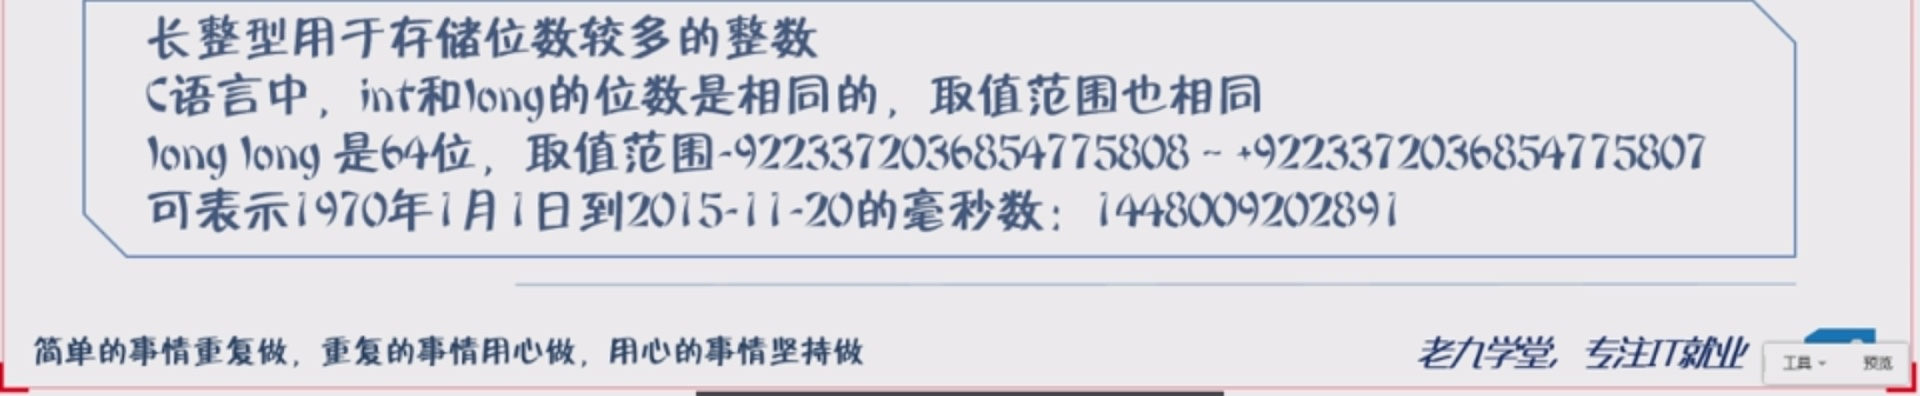 长整型用于存储位数较多的整数
C语言中，int和long的位数是相同的，取值范围也相同
long long 是64位，取值范围-9223372036854775808 ~ +9223372036854775807
可表示1970年1月1日到2015-11-20的毫秒数：1448009202891
简单的事情重复做，重复的事情用心做，用心的事情坚持做
老九学堂，专注IT就业
工具 预览